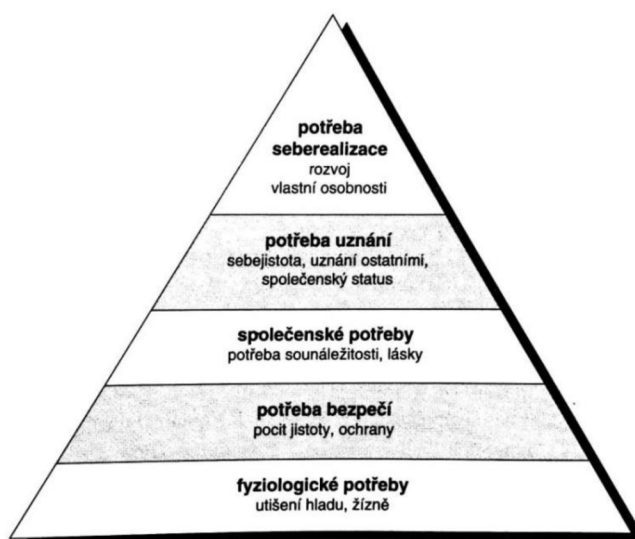 potřeba
seberealizace
rozvoj
vlastní osobnosti
potřeba uznání
sebejistota, uznání ostatními,
společenský status
společenské potřeby
potřeba sounáležitosti, lásky
potřeba bezpečí
pocit jistoty, ochrany
fyziologické potřeby
utišení hladu, žízně